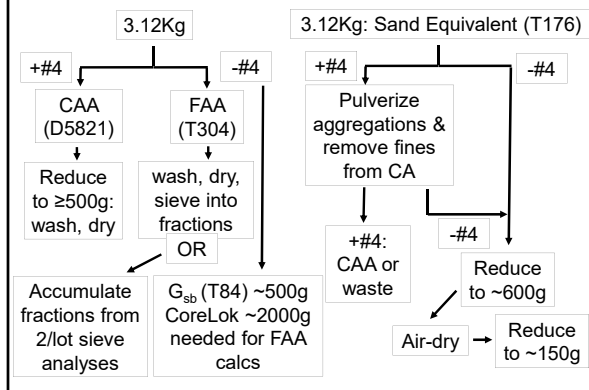 3.12Kg
+#4
-#4
CAA
(D5821)
FAA
(T304)
Reduce
to ≥500g:
wash, dry
wash, dry,
sieve into
fractions
OR
Accumulate
fractions from
2/lot sieve
analyses
Gsb (T84) ~500g
CoreLok ~2000g
needed for FAA
calcs
3.12Kg: Sand Equivalent (T176)
+#4
-#4
Pulverize
aggregations &
remove fines
from CA
-#4
+#4:
CAA or
waste
Reduce
to ~600g
Air-dry
Reduce
to ~150g